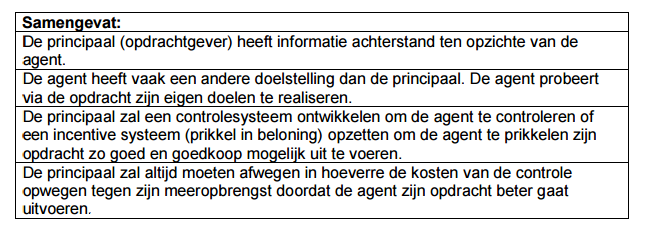 Samengevat:
De principaal (opdrachtgever) heeft informatie achterstand ten opzichte van de
agent.
De agent heeft vaak een andere doelstelling dan de principaal. De agent probeert
via de opdracht zijn eigen doelen te realiseren.
De principaal zal een controlesysteem ontwikkelen om de agent te controleren of
een incentive systeem (prikkel in beloning) opzetten om de agent te prikkelen zijn
opdracht zo goed en goedkoop mogelijk uit te voeren.
De principaal zal altijd moeten afwegen in hoeverre de kosten van de controle
opwegen tegen zijn meeropbrengst doordat de agent zijn opdracht beter gaat
uitvoeren.